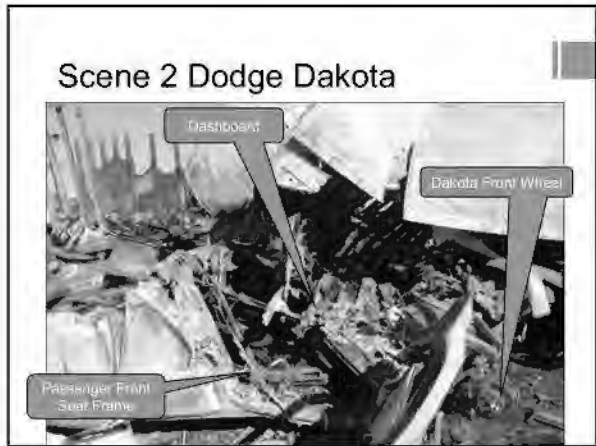 Scene 2 Dodge Dakota
Dashboard
Dakota Front Wheel
Passenger Front
Seat Frame